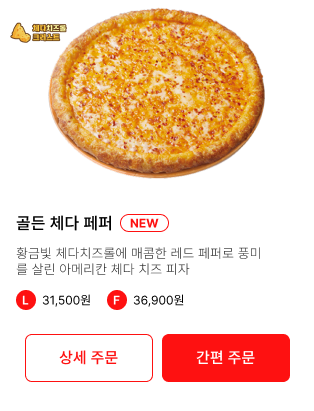 체다치즈롤
크러스트
골든 체다 페퍼 NEW
황금빛 체다치즈롤에 매콤한 레드 페퍼로 풍미
를 살린 아메리칸 체다 치즈 피자
L 31,500원 F 36,900원
상세 주문 간편 주문